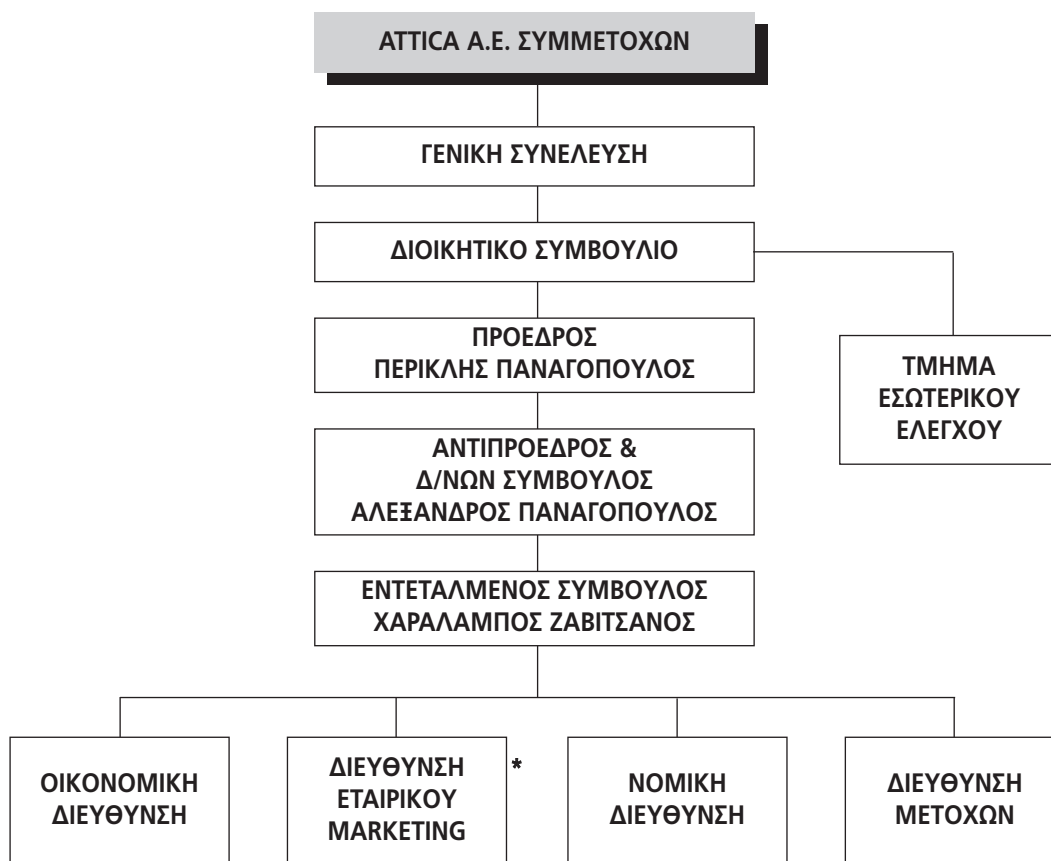 ATTICA Α.Ε. ΣΥΜΜΕΤΟΧΩΝ
ΓΕΝΙΚΗ ΣΥΝΕΛΕΥΣΗ
ΔΙΟΙΚΗΤΙΚΟ ΣΥΜΒΟΥΛΙΟ
ΠΡΟΕΔΡΟΣ
ΠΕΡΙΚΛΗΣ ΠΑΝΑΓΟΠΟΥΛΟΣ
ΤΜΗΜΑ
ΕΣΩΤΕΡΙΚΟΥ
ΕΛΕΓΧΟΥ
ΑΝΤΙΠΡΟΕΔΡΟΣ &
Δ/ΝΩΝ ΣΥΜΒΟΥΛΟΣ
ΑΛΕΞΑΝΔΡΟΣ ΠΑΝΑΓΟΠΟΥΛΟΣ
ΕΝΤΕΤΑΛΜΕΝΟΣ ΣΥΜΒΟΥΛΟΣ
ΧΑΡΑΛΑΜΠΟΣ ΖΑΒΙΤΣΑΝΟΣ
ΟΙΚΟΝΟΜΙΚΗ
ΔΙΕΥΘΥΝΣΗ
ΔΙΕΥΘΥΝΣΗ *
ΕΤΑΙΡΙΚΟΥ
MARKETING
ΝΟΜΙΚΗ
ΔΙΕΥΘΥΝΣΗ
ΔΙΕΥΘΥΝΣΗ
ΜΕΤΟΧΩΝ